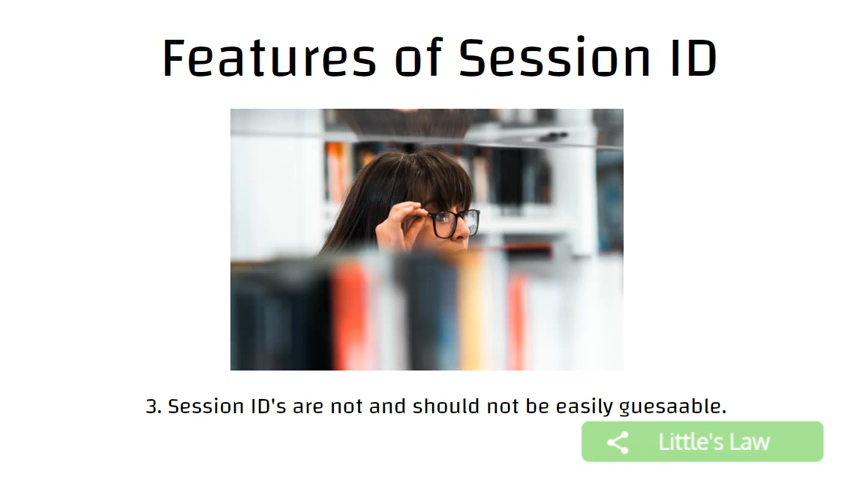 Features of Session ID
3. Session ID's are not and should not be easily guesaable.
Little's Law